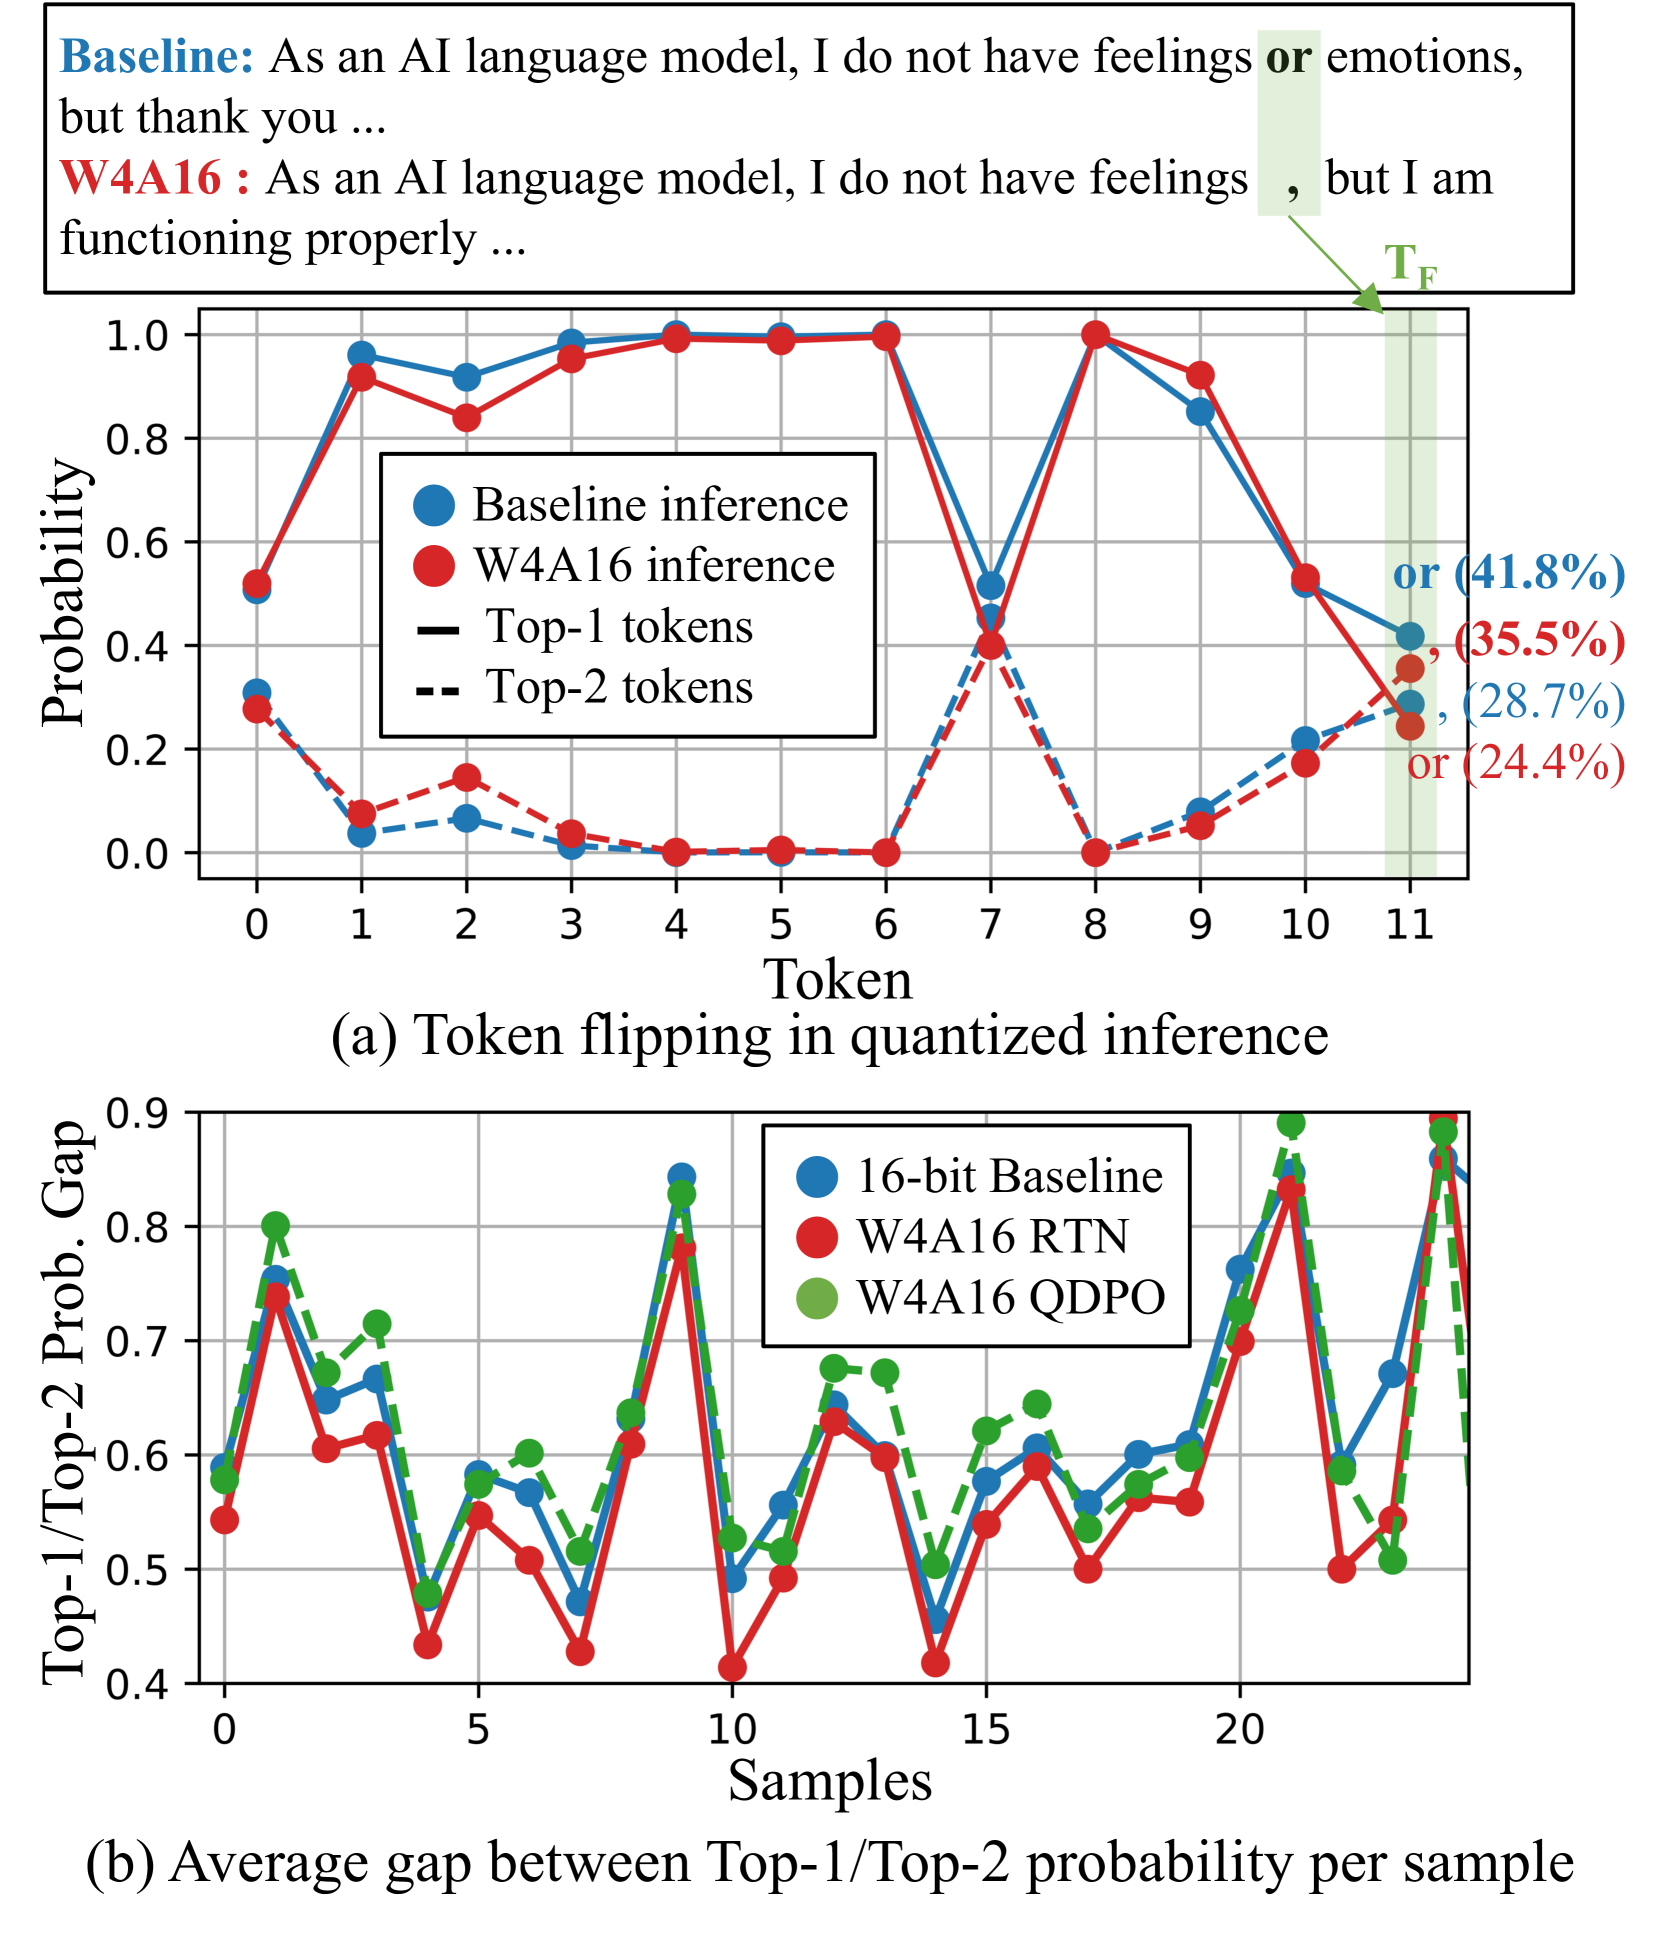 Baseline: As an AI language model, I do not have feelings or emotions,
but thank you ...
W4A16 : As an AI language model, I do not have feelings , but I am
functioning properly ...
T_F
Probability
1.0
0.8
0.6
0.4
0.2
0.0
Baseline inference
W4A16 inference
Top-1 tokens
Top-2 tokens
or (41.8%)
, (35.5%)
, (28.7%)
or (24.4%)
0 1 2 3 4 5 6 7 8 9 10 11
Token
(a) Token flipping in quantized inference
Top-1/Top-2 Prob. Gap
0.9
0.8
0.7
0.6
0.5
0.4
16-bit Baseline
W4A16 RTN
W4A16 QDPO
0 5 10 15 20
Samples
(b) Average gap between Top-1/Top-2 probability per sample